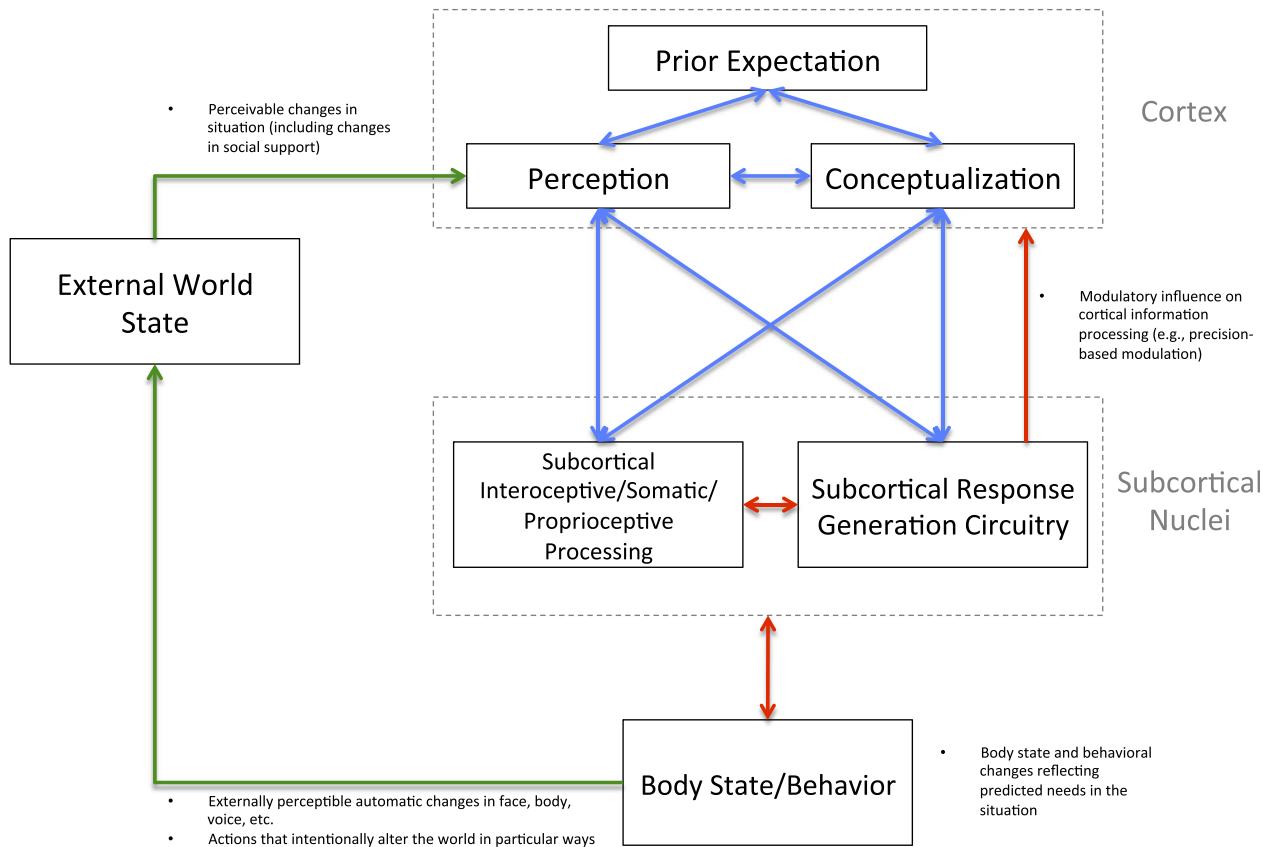 Prior Expectation
Cortex
• Perceivable changes in
situation (including changes
in social support)
Perception
Conceptualization
External World
State
• Modulatory influence on
cortical information
processing (e.g., precision-
based modulation)
Subcortical
Interoceptive/Somatic/
Proprioceptive
Processing
Subcortical Response
Generation Circuitry
Subcortical
Nuclei
Body State/Behavior
• Body state and behavioral
changes reflecting
predicted needs in the
situation
• Externally perceptible automatic changes in face, body,
voice, etc.
• Actions that intentionally alter the world in particular ways